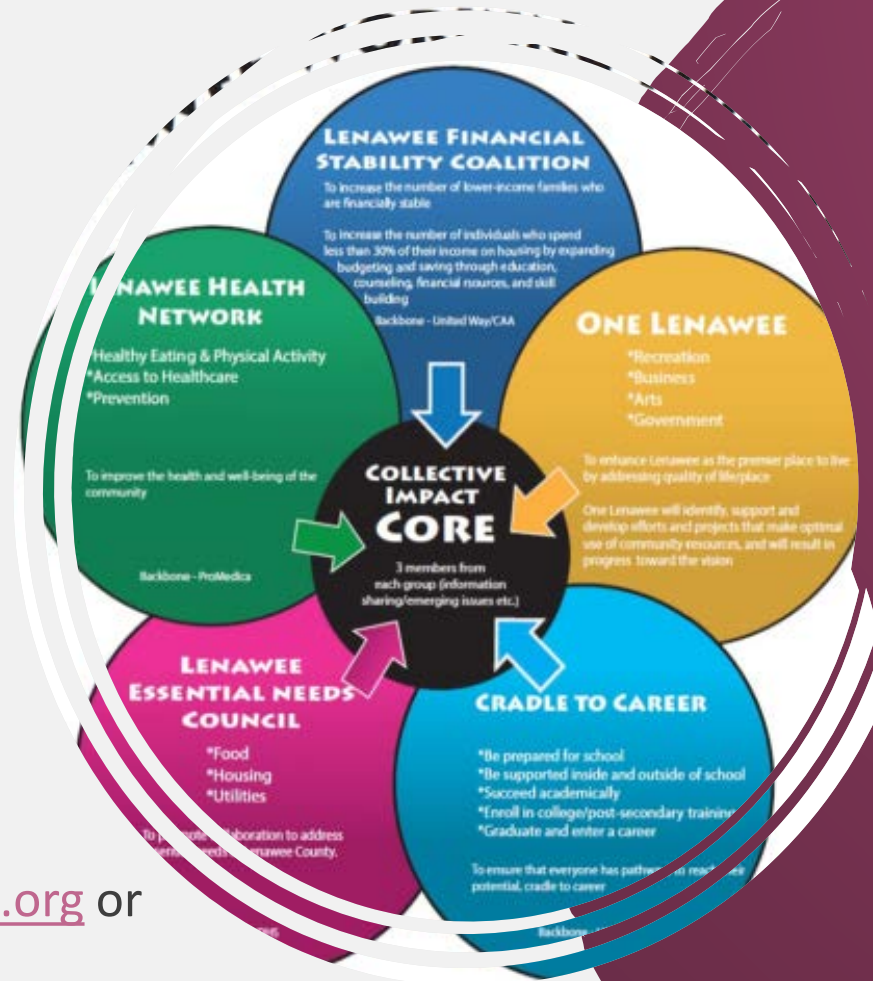 LENAWEE FINANCIAL
STABILITY COALITION
To increase the number of lower-income families who
are financially stable
To increase the number of individuals who spend
less than 30% of their income on housing by expanding
budgeting and saving through education,
counseling, financial rsources, and skill
building
Backbone - United Way/CAA
NAWEE HEALTH
NETWORK
*Healthy Eating & Physical Activity
*Access to Healthcare
*Prevention
To improve the health and well-being of the
community
Backbone - ProMedica
ONE LENAWEE
*Recreation
*Business
*Arts
*Government
To enhance Lenawee as the premier place to live
by addressing quality of life/place
One Lenawee will identify, support and
develop efforts and projects that make optimal
use of community resources, and will result in
progress toward the vision
COLLECTIVE
IMPACT
CORE
3 members from
each group (information
sharing/emerging issues etc.)
LENAWEE
ESSENTIAL NEEDS
COUNCIL
*Food
*Housing
*Utilities
To collaboration to address
needs Lenawee County.
CRADLE TO CAREER
*Be prepared for school
*Be supported inside and outside of school
*Succeed academically
*Enroll in college/post-secondary training
*Graduate and enter a career
To ensure that everyone has reach
potential, cradle to career
Backbone -
.org or